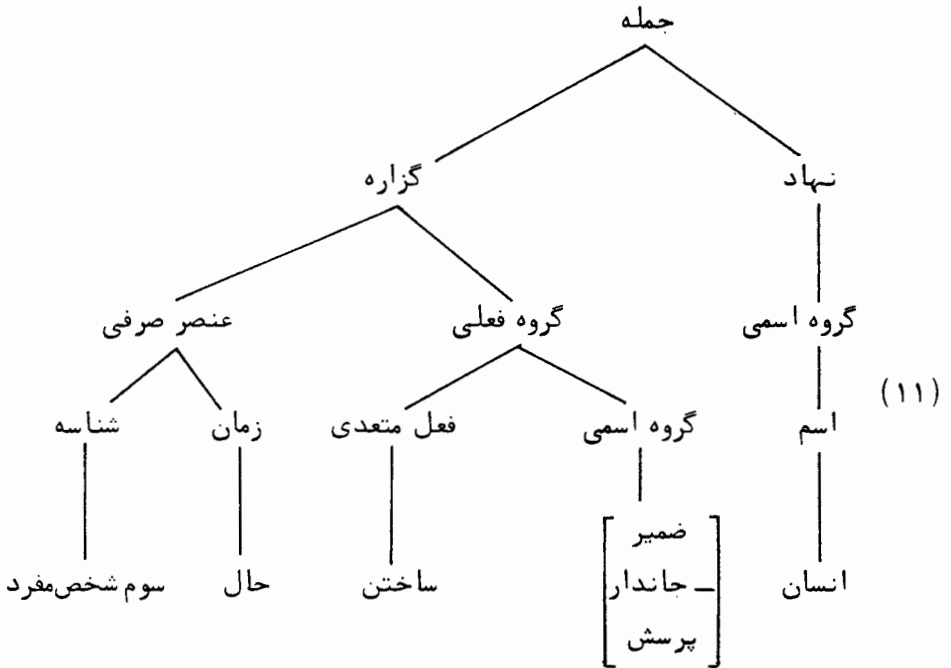 جمله
نهاد گزاره
گروه اسمی گروه فعلی عنصر صرفی
(۱۱)
اسم گروه اسمی فعل متعدی زمان شناسه
ضمیر
انسان ـ جاندار ساختن حال سوم شخص مفرد
پرسش